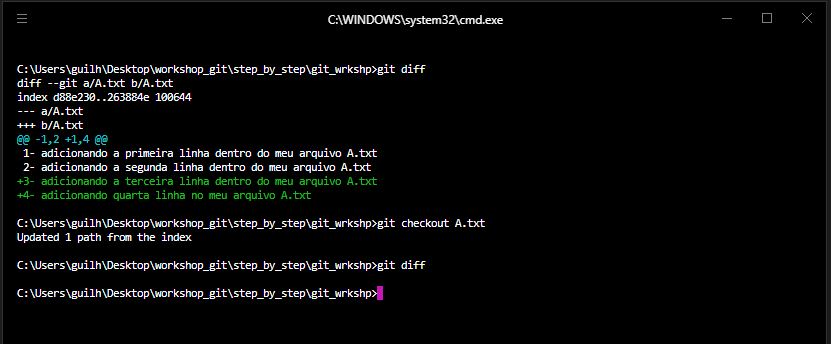 C:\WINDOWS\system32\cmd.exe
C:\Users\guilh\Desktop\workshop_git\step_by_step\git_wrkshp>git diff
diff --git a/A.txt b/A.txt
index d88e230..263884e 100644
--- a/A.txt
+++ b/A.txt
@@ -1,2 +1,4 @@
 1- adicionando a primeira linha dentro do meu arquivo A.txt
 2- adicionando a segunda linha dentro do meu arquivo A.txt
+3- adicionando a terceira linha dentro do meu arquivo A.txt
+4- adicionando quarta linha no meu arquivo A.txt
C:\Users\guilh\Desktop\workshop_git\step_by_step\git_wrkshp>git checkout A.txt
Updated 1 path from the index
C:\Users\guilh\Desktop\workshop_git\step_by_step\git_wrkshp>git diff
C:\Users\guilh\Desktop\workshop_git\step_by_step\git_wrkshp>